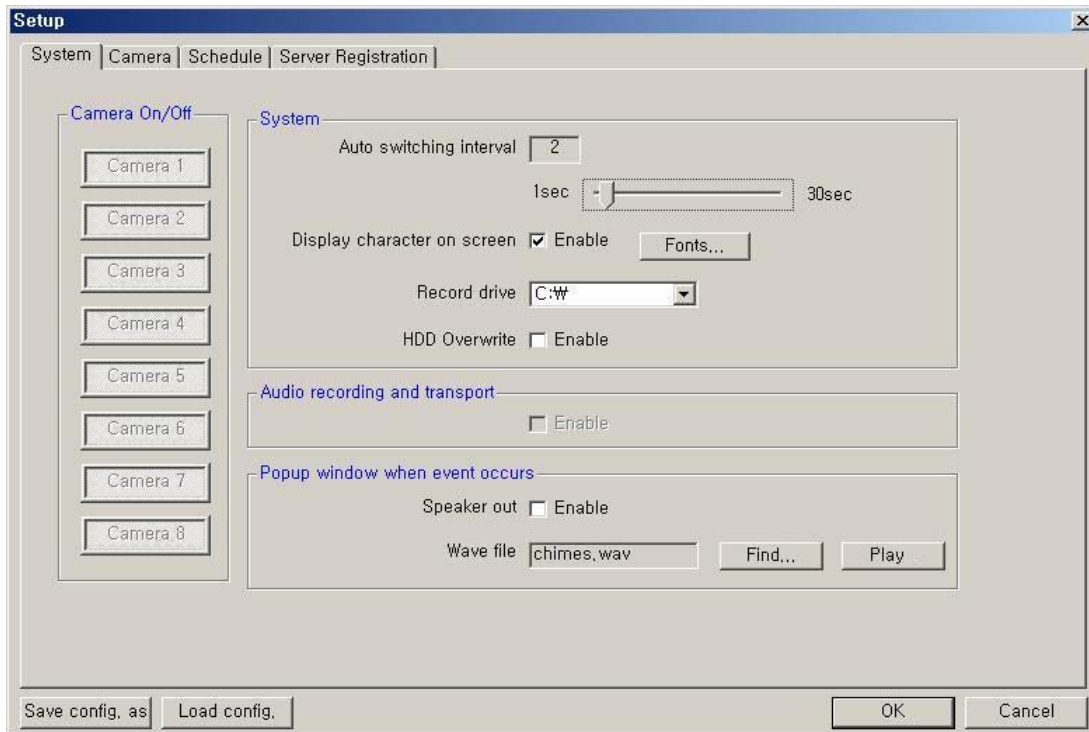 Setup
System Camera Schedule Server Registration
Camera On/Off
Camera 1
Camera 2
Camera 3
Camera 4
Camera 5
Camera 6
Camera 7
Camera 8
System
Auto switching interval 2
1sec 30sec
Display character on screen Enable Fonts...
Record drive C:₩
HDD Overwrite Enable
Audio recording and transport
Enable
Popup window when event occurs
Speaker out Enable
Wave file chimes.wav Find... Play
Save config. as Load config. OK Cancel